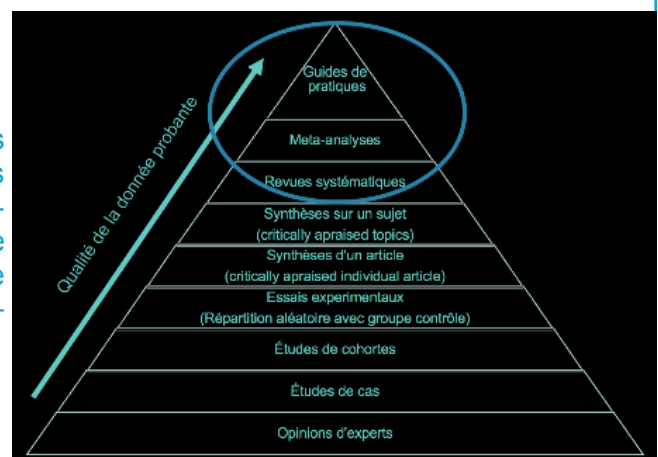 Qualité de la donnée probante
Guides de
pratiques
Meta-analyses
Revues systématiques
Synthèses sur un sujet
(critically apraised topics)
Synthèses d'un article
(critically apraised individual article)
Essais experimentaux
(Répartition aléatoire avec groupe contrôle)
Études de cohortes
Études de cas
Opinions d'experts